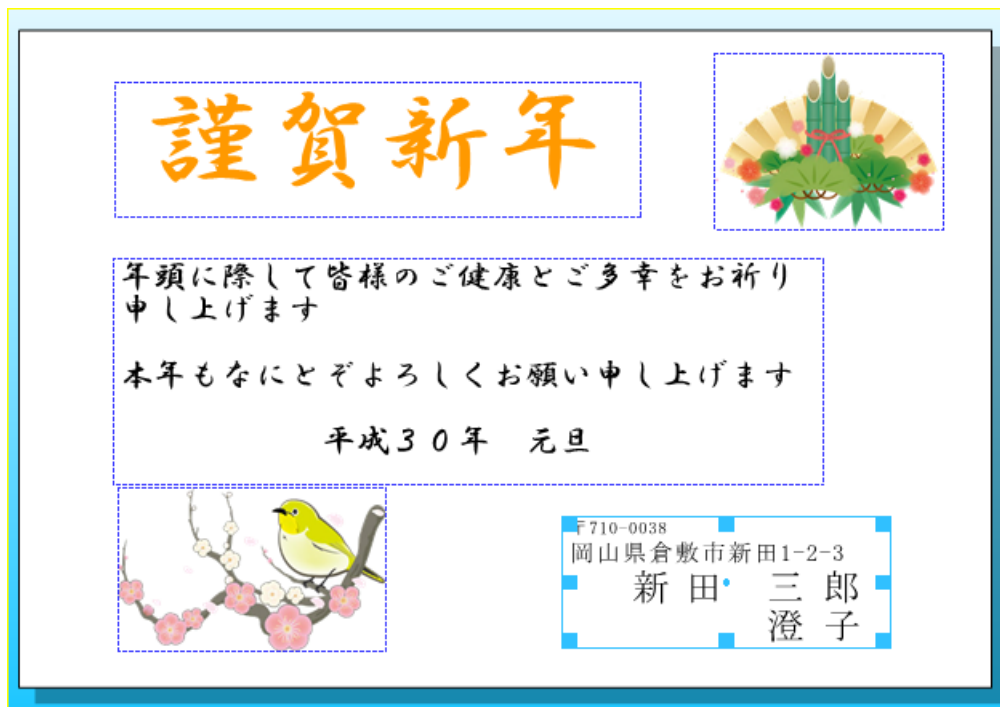 謹賀新年
年頭に際して皆様のご健康とご多幸をお祈り
申し上げます
本年もなにとぞよろしくお願い申し上げます
平成３０年　元旦
〒710-0038
岡山県倉敷市新田1-2-3
新 田　三 郎
澄 子